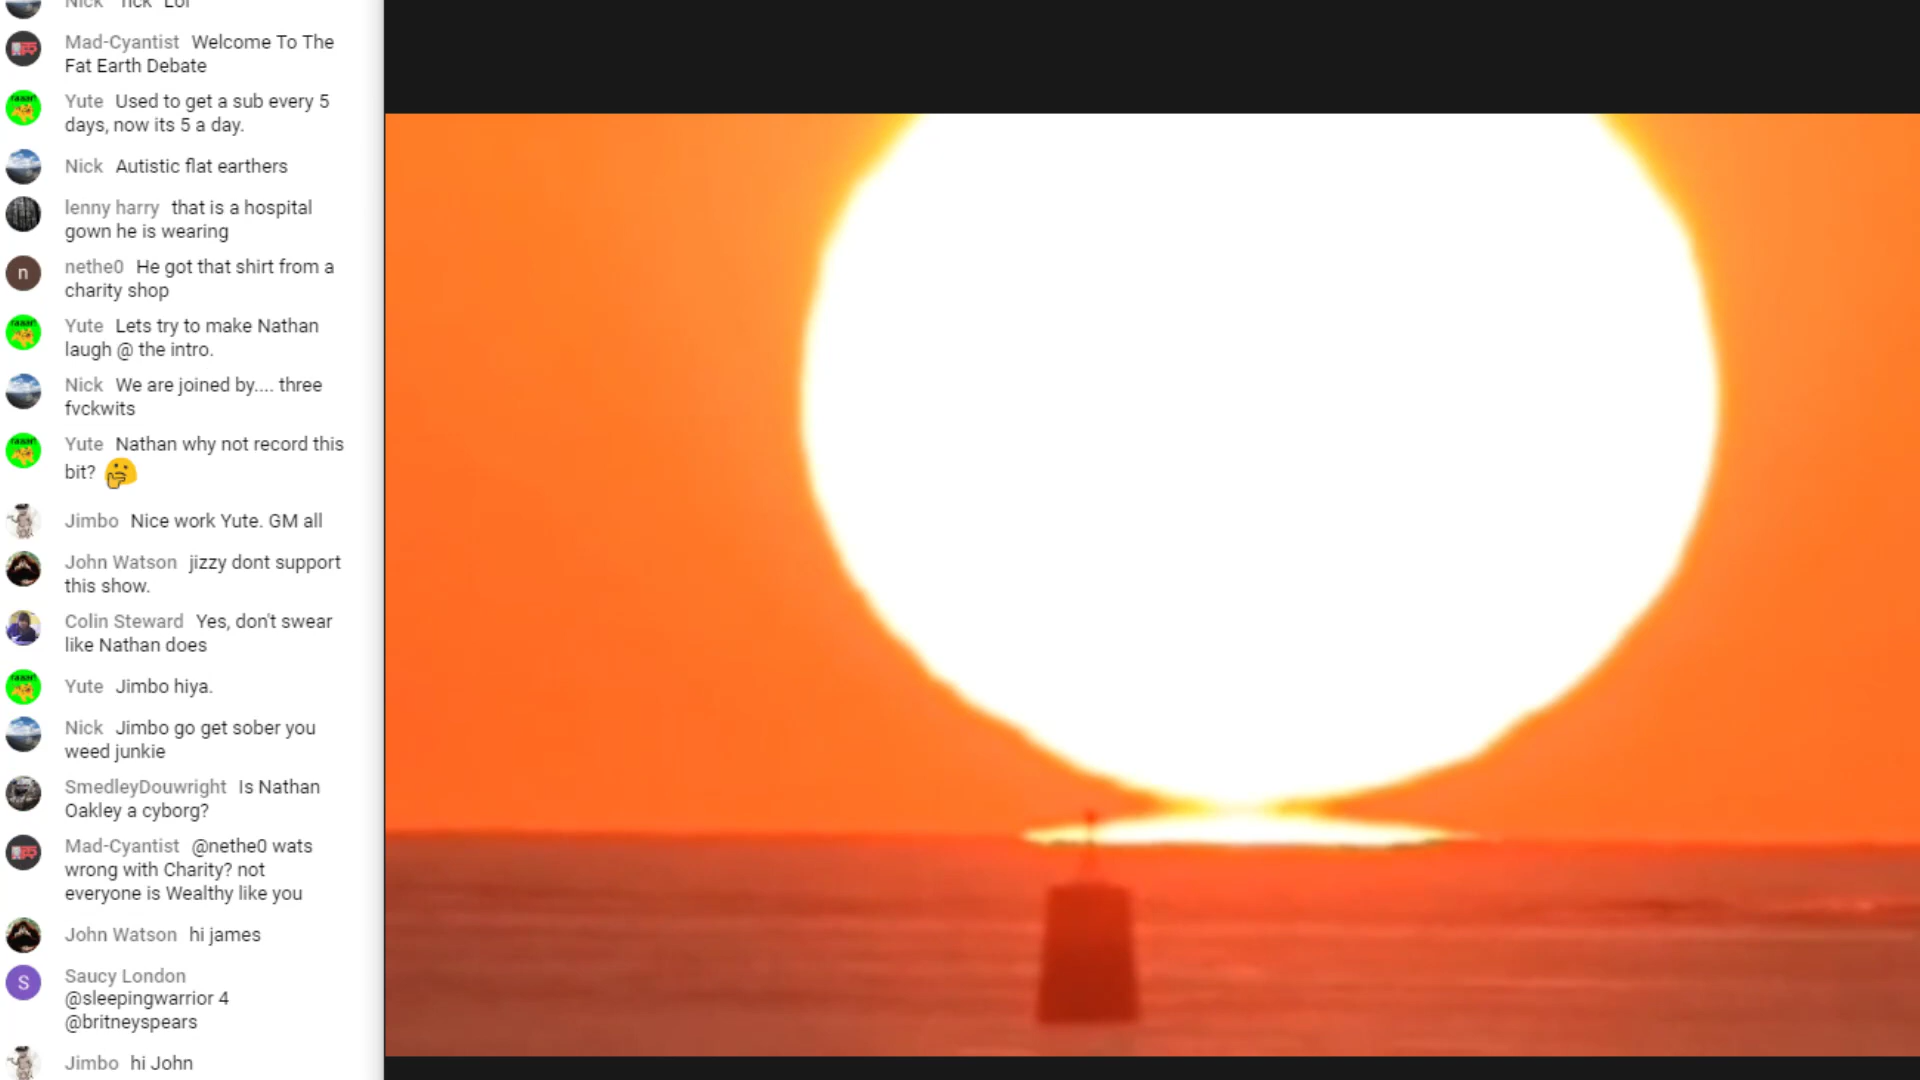 Nick
Lol
Mad-Cyantist Welcome To The
Fat Earth Debate
Yute Used to get a sub every 5
days, now its 5 a day.
Nick Autistic flat earthers
lenny harry that is a hospital
gown he is wearing
n
nethe0 He got that shirt from a
charity shop
Yute Lets try to make Nathan
laugh @ the intro.
Nick We are joined by.... three
fvckwits
Yute Nathan why not record this
bit?
Jimbo Nice work Yute. GM all
John Watson jizzy dont support
this show.
Colin Steward Yes, don't swear
like Nathan does
Yute Jimbo hiya.
Nick Jimbo go get sober you
weed junkie
SmedleyDouwright Is Nathan
Oakley a cyborg?
Mad-Cyantist @nethe0 wats
wrong with Charity? not
everyone is Wealthy like you
John Watson hi james
S
Saucy London
@sleepingwarrior 4
@britneyspears
Jimbo hi John